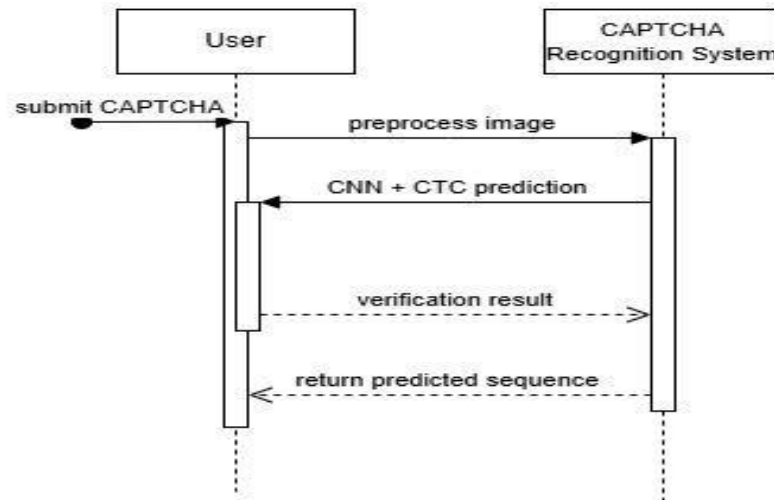 User
CAPTCHA
Recognition System
submit CAPTCHA
preprocess image
CNN + CTC prediction
verification result
return predicted sequence